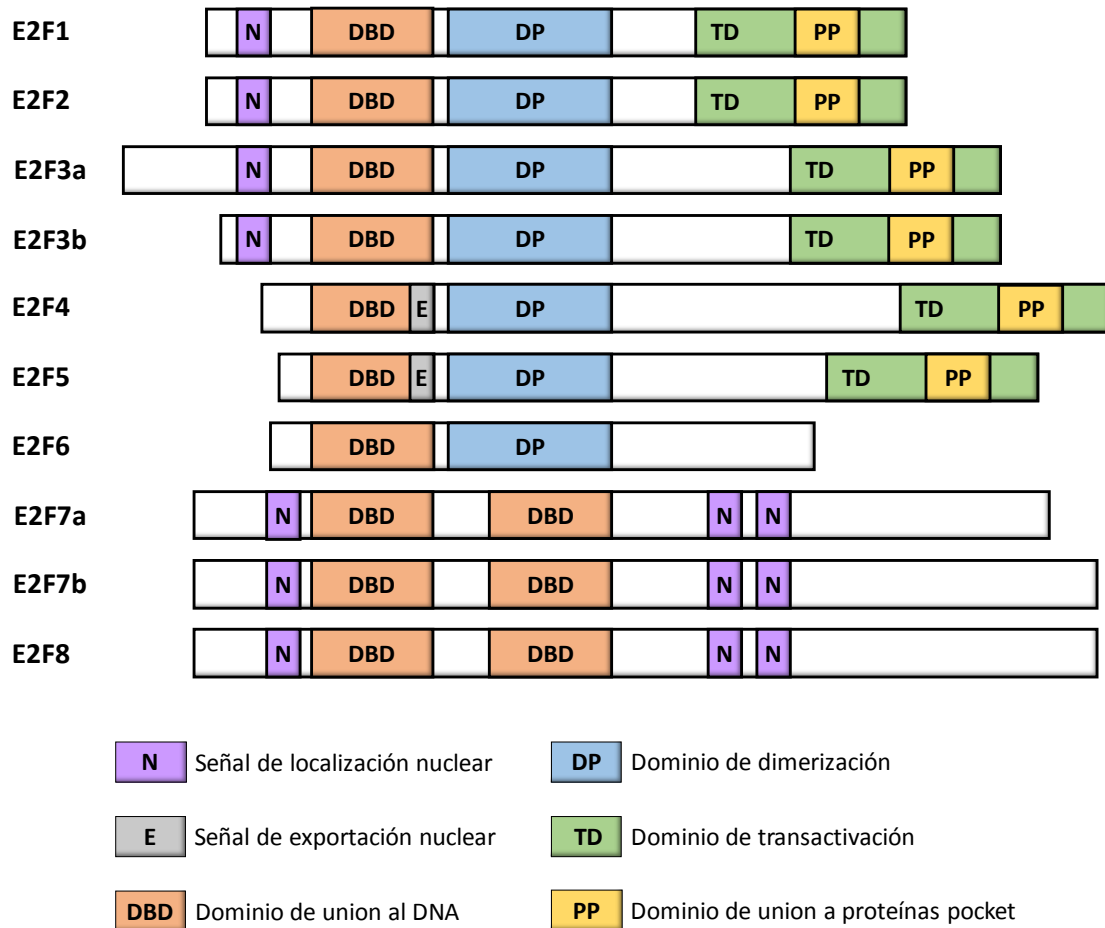 E2F1 N DBD DP TD PP
E2F2 N DBD DP TD PP
E2F3a N DBD DP TD PP
E2F3b N DBD DP TD PP
E2F4 DBD E DP TD PP
E2F5 DBD E DP TD PP
E2F6 DBD DP
E2F7a N DBD DBD N N
E2F7b N DBD DBD N N
E2F8 N DBD DBD N N
N Señal de localización nuclear DP Dominio de dimerización
E Señal de exportación nuclear TD Dominio de transactivación
DBD Dominio de union al DNA PP Dominio de union a proteínas pocket